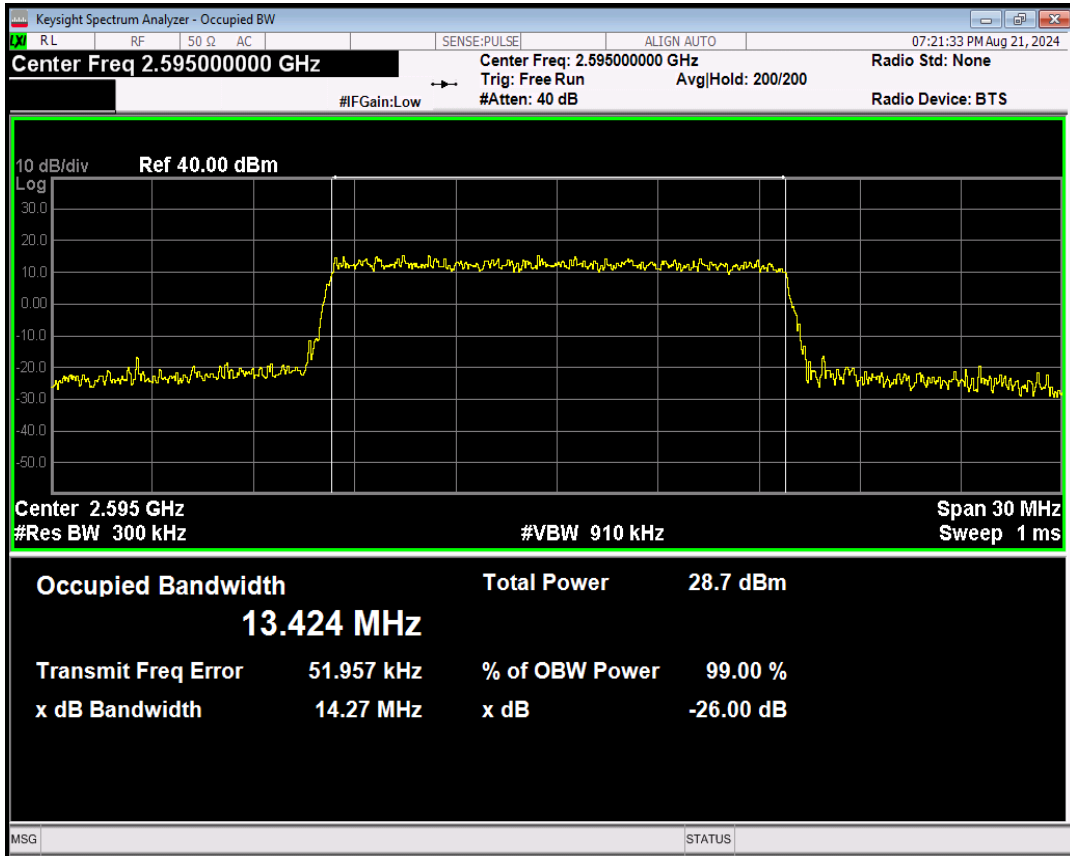 Keysight Spectrum Analyzer - Occupied BW
LXI RL RF 50 Ω AC SENSE:PULSE ALIGN AUTO 07:21:33 PM Aug 21, 2024
Center Freq 2.595000000 GHz Center Freq: 2.595000000 GHz Radio Std: None
Trig: Free Run Avg|Hold: 200/200
#IFGain:Low #Atten: 40 dB Radio Device: BTS
10 dB/div Ref 40.00 dBm
Log
30.0
20.0
10.0
0.00
-10.0
-20.0
-30.0
-40.0
-50.0
Center 2.595 GHz Span 30 MHz
#Res BW 300 kHz #VBW 910 kHz Sweep 1 ms
Occupied Bandwidth Total Power 28.7 dBm
13.424 MHz
Transmit Freq Error 51.957 kHz % of OBW Power 99.00 %
x dB Bandwidth 14.27 MHz x dB -26.00 dB
MSG STATUS